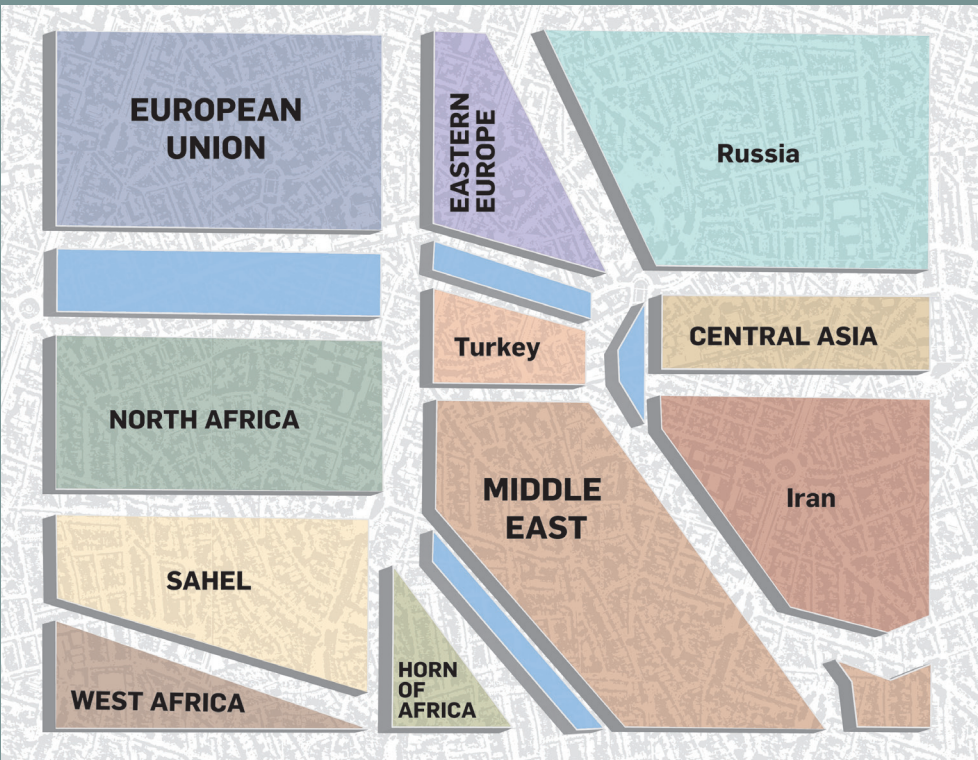 EUROPEAN
UNION
EASTERN
EUROPE
Russia
Turkey
CENTRAL ASIA
NORTH AFRICA
MIDDLE
EAST
Iran
SAHEL
WEST AFRICA
HORN
OF
AFRICA